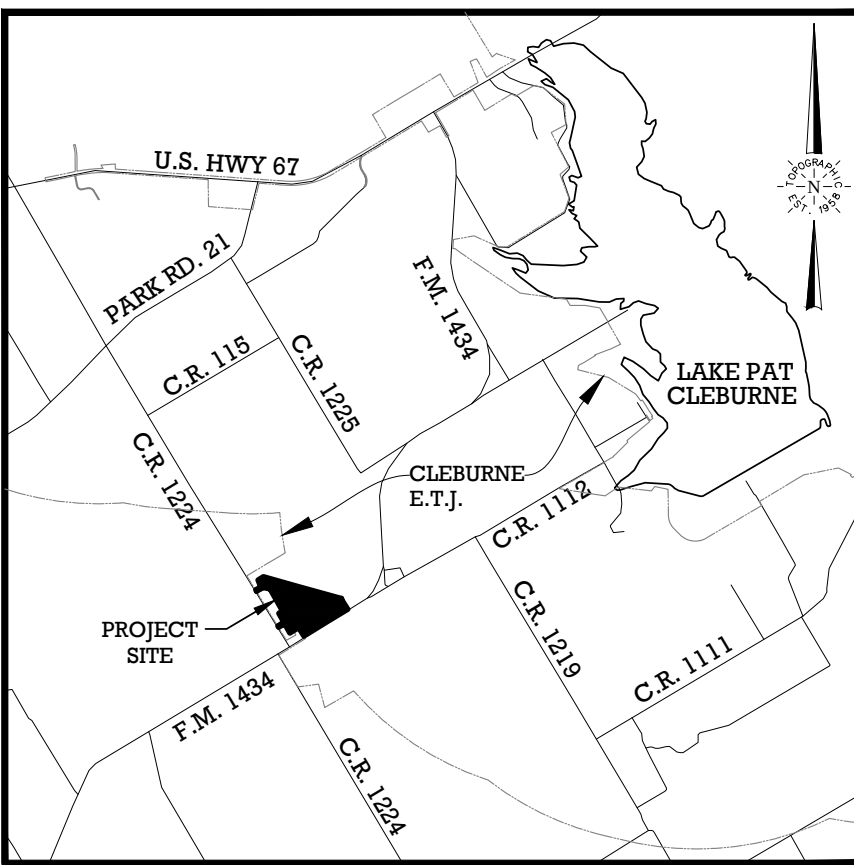 U.S. HWY 67
TOPOGRAPHIC
N
EST. 1958
PARK RD. 21
F.M. 1434
C.R. 115
C.R. 1225
LAKE PAT
CLEBURNE
C.R. 1224
CLEBURNE
E.T.J.
C.R. 1112
PROJECT
SITE
C.R. 1219
C.R. 1111
F.M. 1434
C.R. 1224